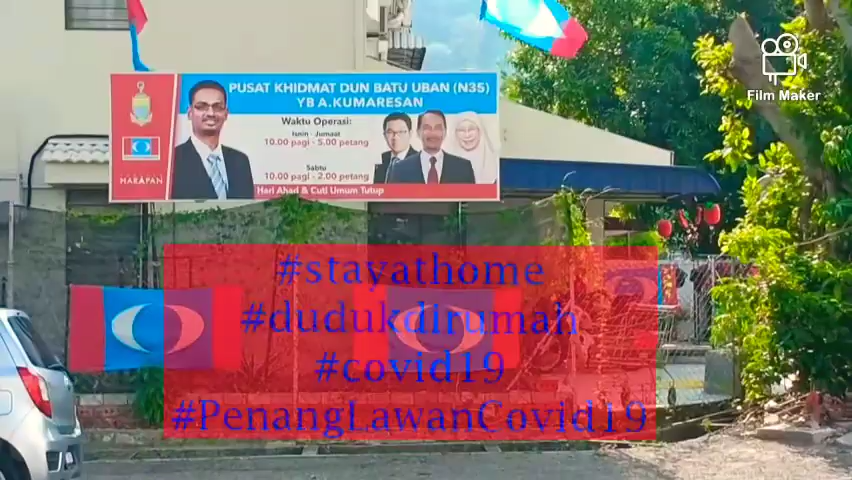 Film Maker
PUSAT KHIDMAT DUN BATU UBAN (N35)
YB A.KUMARESAN
Waktu Operasi:
Isnin - Jumaat
10.00 pagi - 5.00 petang
Sabtu
10.00 pagi - 2.00 petang
Hari Ahad & Cuti Umum Tutup
HARAPAN
#stayathome
#dudukdirumah
#covid19
#PenangLawanCovid19